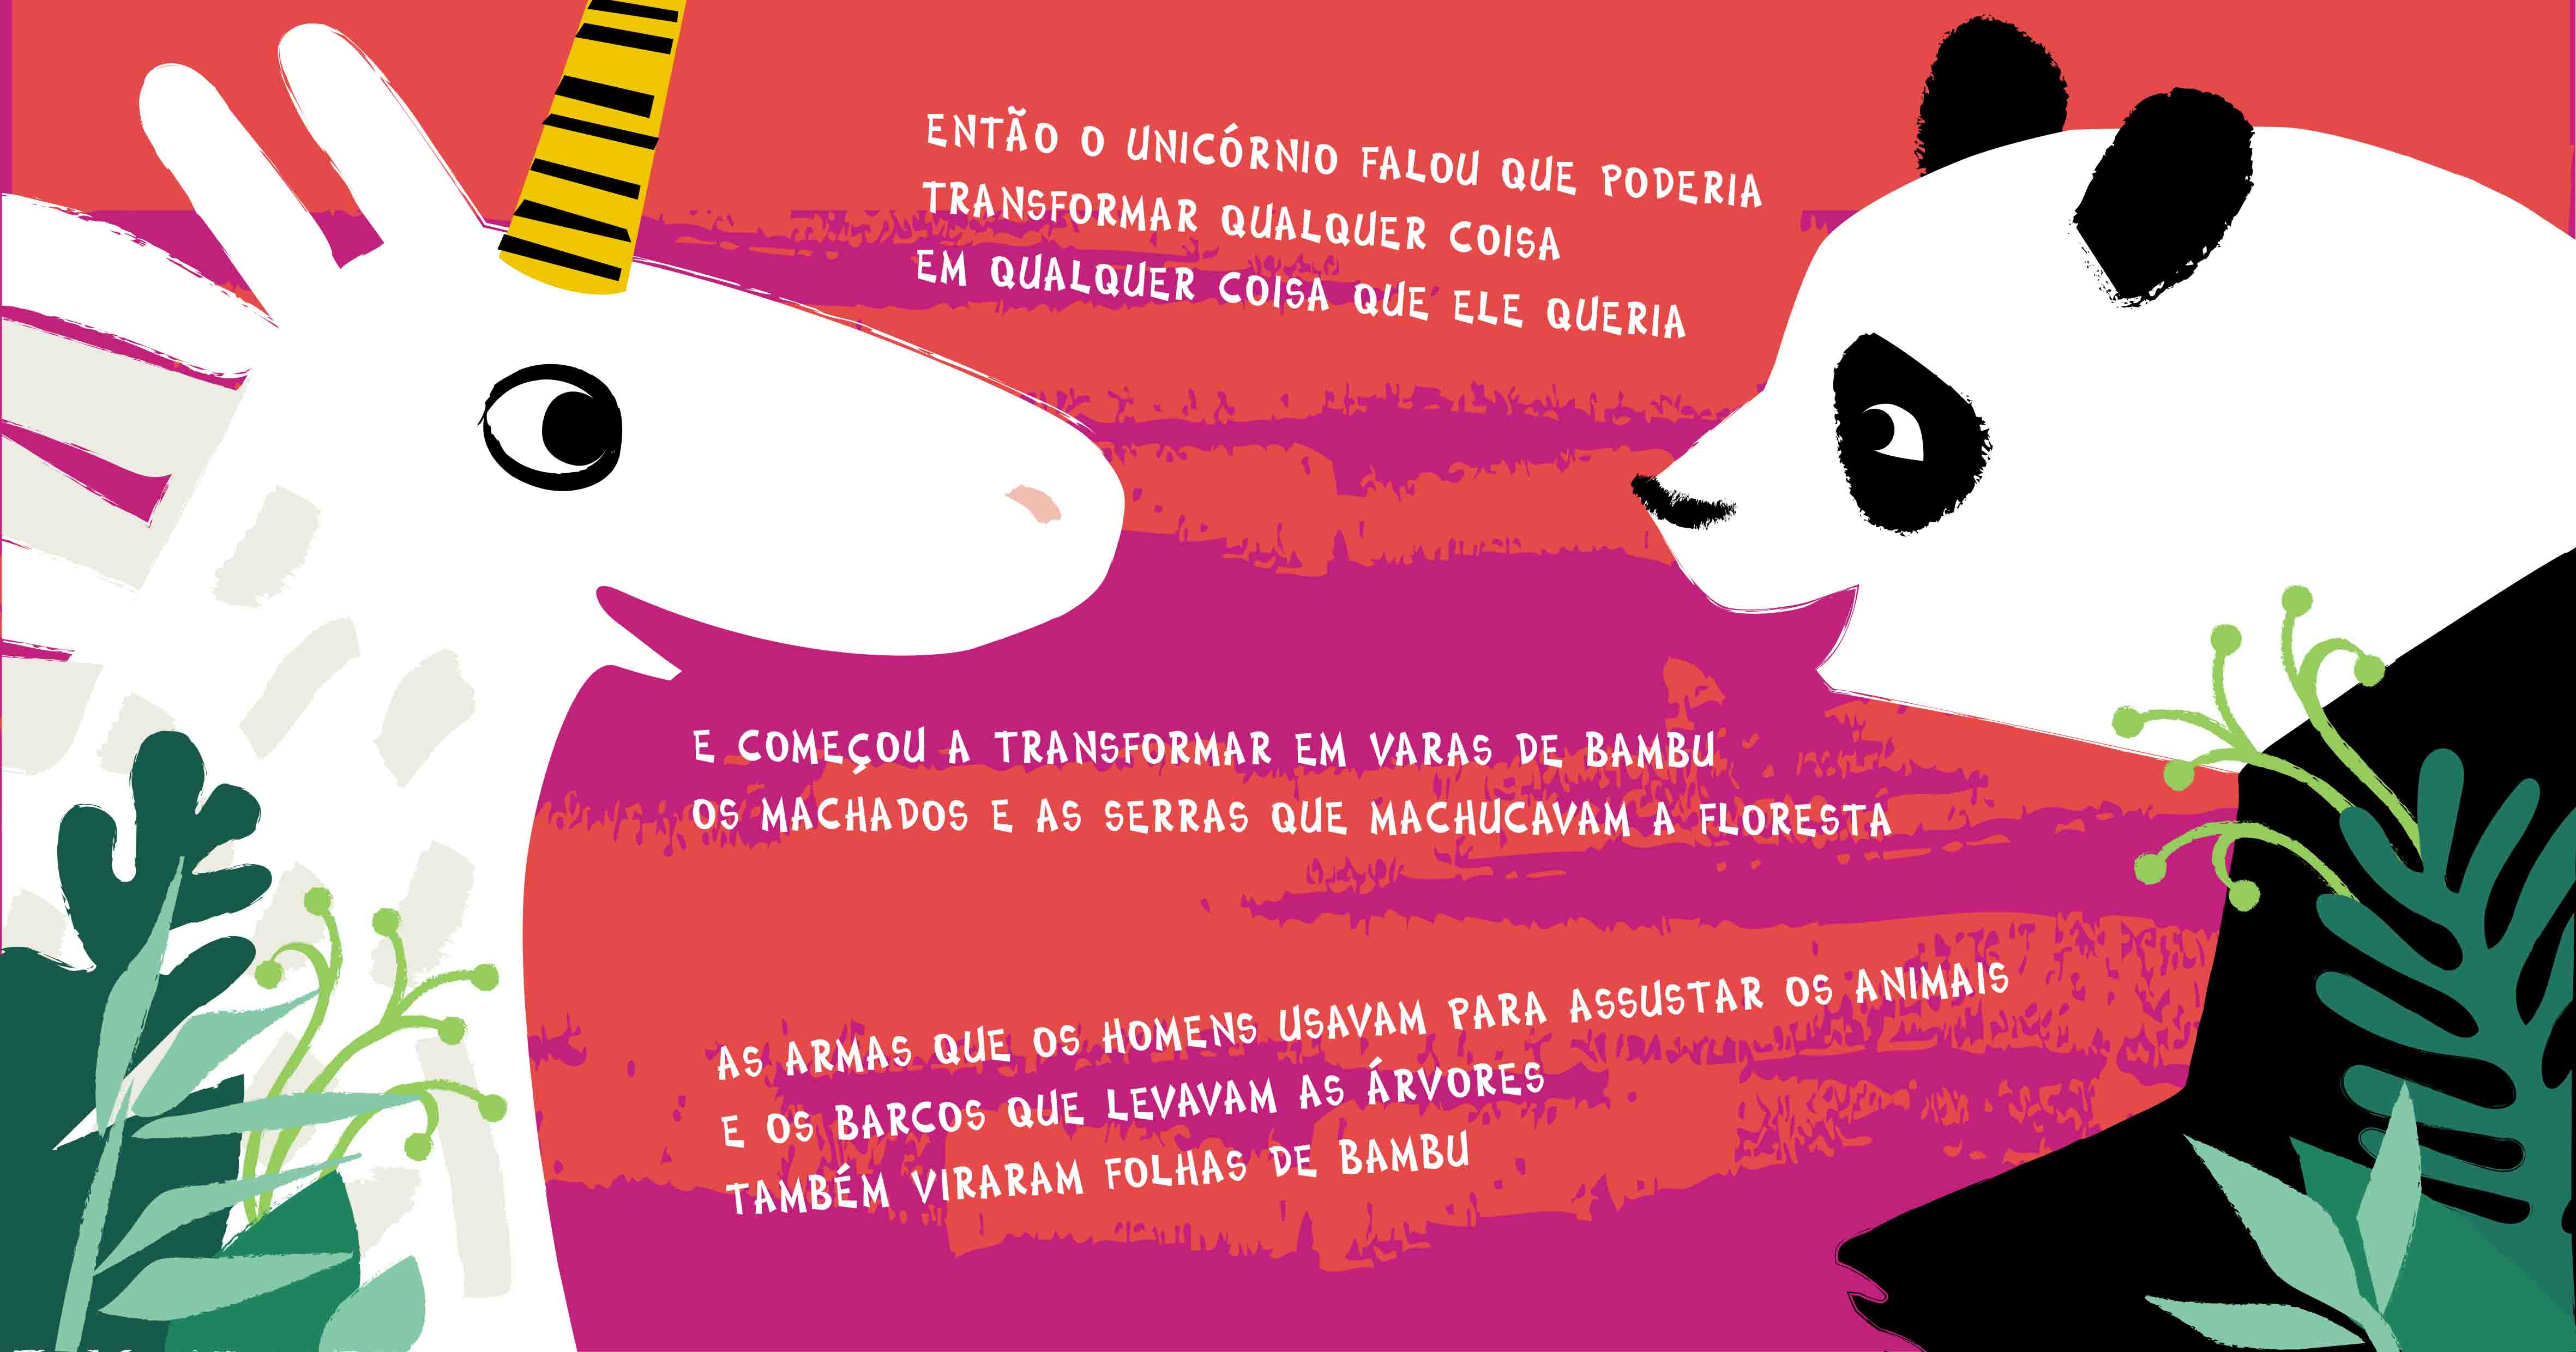 ENTÃO O UNICÓRNIO FALOU QUE PODERIA
TRANSFORMAR QUALQUER COISA
EM QUALQUER COISA QUE ELE QUERIA
E COMEÇOU A TRANSFORMAR EM VARAS DE BAMBU
OS MACHADOS E AS SERRAS QUE MACHUCAVAM A FLORESTA
AS ARMAS QUE OS HOMENS USAVAM PARA ASSUSTAR OS ANIMAIS
E OS BARCOS QUE LEVAVAM AS ÁRVORES
TAMBÉM VIRARAM FOLHAS DE BAMBU